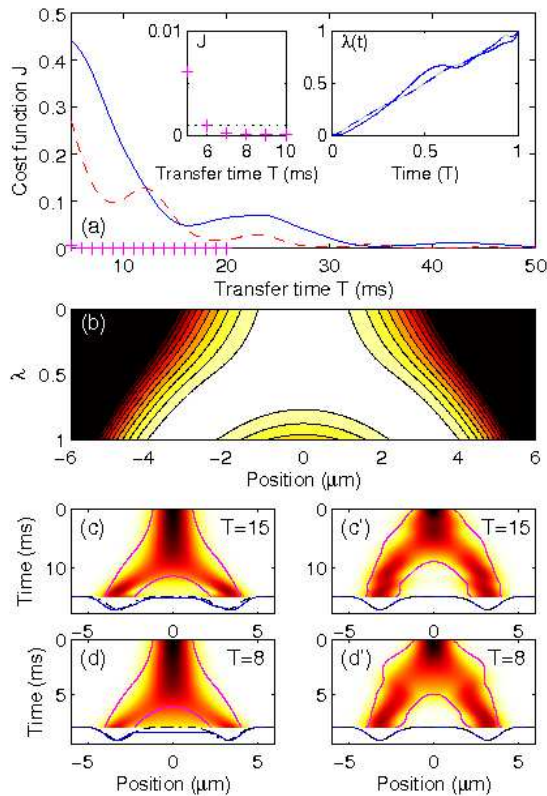 0.5
0.4
0.3
0.2
0.1
0
Cost function J
(a)
10 20 30 40 50
Transfer time T (ms)
0.01
0
J
6 8 10
Transfer time T (ms)
1
0.5
0
λ(t)
0 0.5 1
Time (T)
(b)
0
0.5
1
λ
−6 −4 −2 0 2 4 6
Position (μm)
(c) T=15
0
10
Time (ms)
−5 0 5
(c') T=15
0
10
−5 0 5
(d) T=8
0
5
Time (ms)
−5 0 5
Position (μm)
(d') T=8
0
5
−5 0 5
Position (μm)